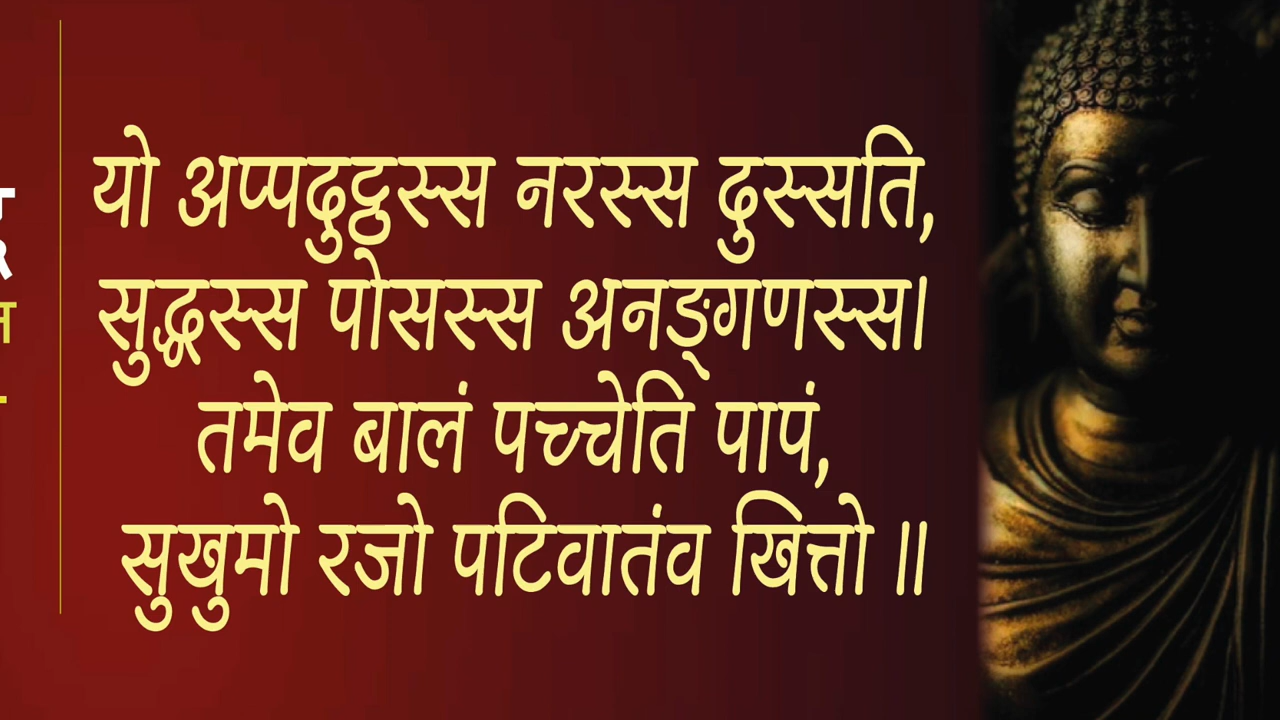 यो अप्पदुट्ठस्स नरस्स दुस्सति,
सुद्धस्स पोसस्स अनङ्गणस्स।
तमेव बालं पच्चेति पापं,
सुखुमो रजो पटिवातंव खित्तो ॥